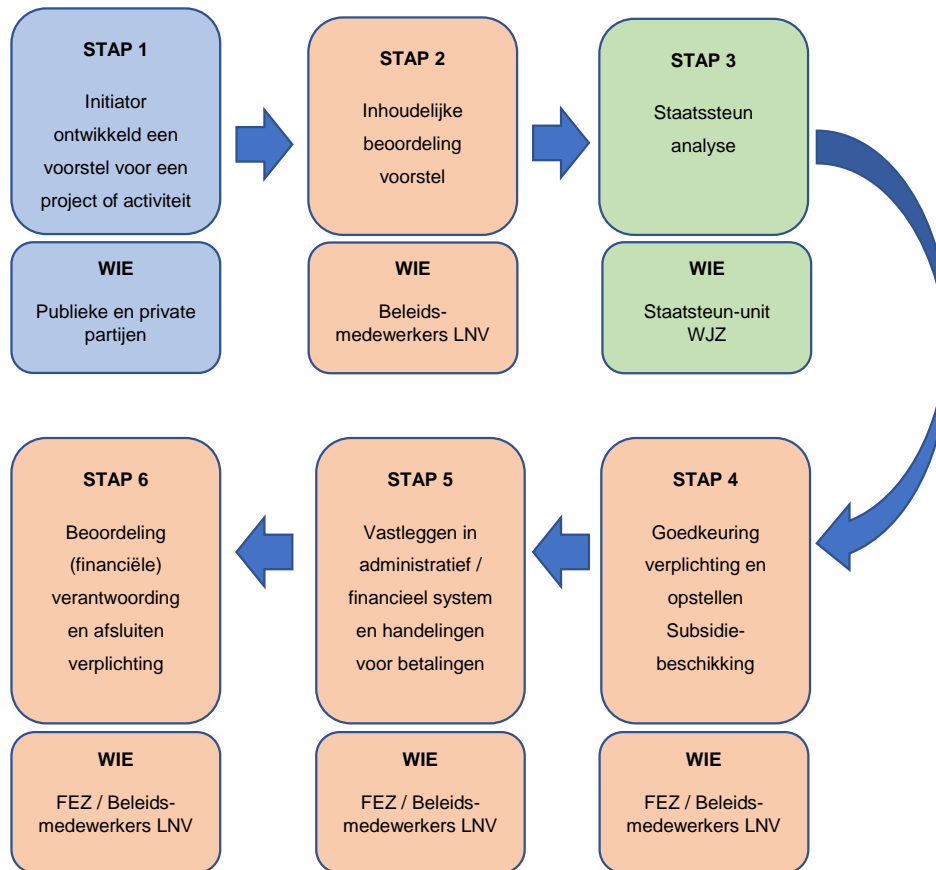 STAP 1
Initiator
ontwikkeld een
voorstel voor een
project of activiteit
WIE
Publieke en private
partijen
STAP 2
Inhoudelijke
beoordeling
voorstel
WIE
Beleids-
medewerkers LNV
STAP 3
Staatssteun
analyse
WIE
Staatsteun-unit
WJZ
STAP 4
Goedkeuring
verplichting en
opstellen
Subsidie-
beschikking
WIE
FEZ / Beleids-
medewerkers LNV
STAP 5
Vastleggen in
administratief /
financieel system
en handelingen
voor betalingen
WIE
FEZ / Beleids-
medewerkers LNV
STAP 6
Beoordeling
(financiële)
verantwoording
en afsluiten
verplichting
WIE
FEZ / Beleids-
medewerkers LNV